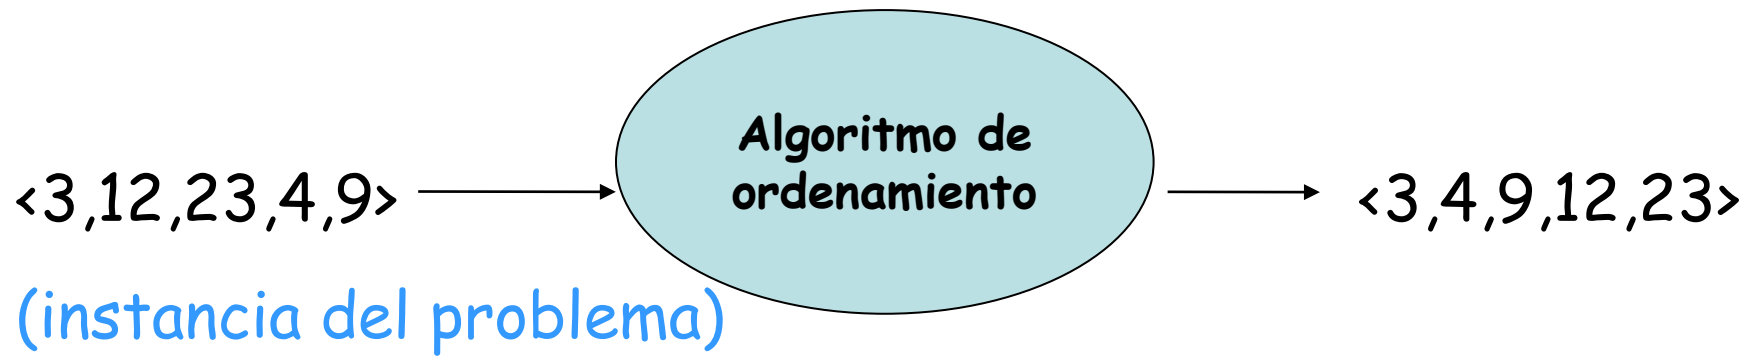 Algoritmo de
ordenamiento
<3,12,23,4,9>
<3,4,9,12,23>
(instancia del problema)